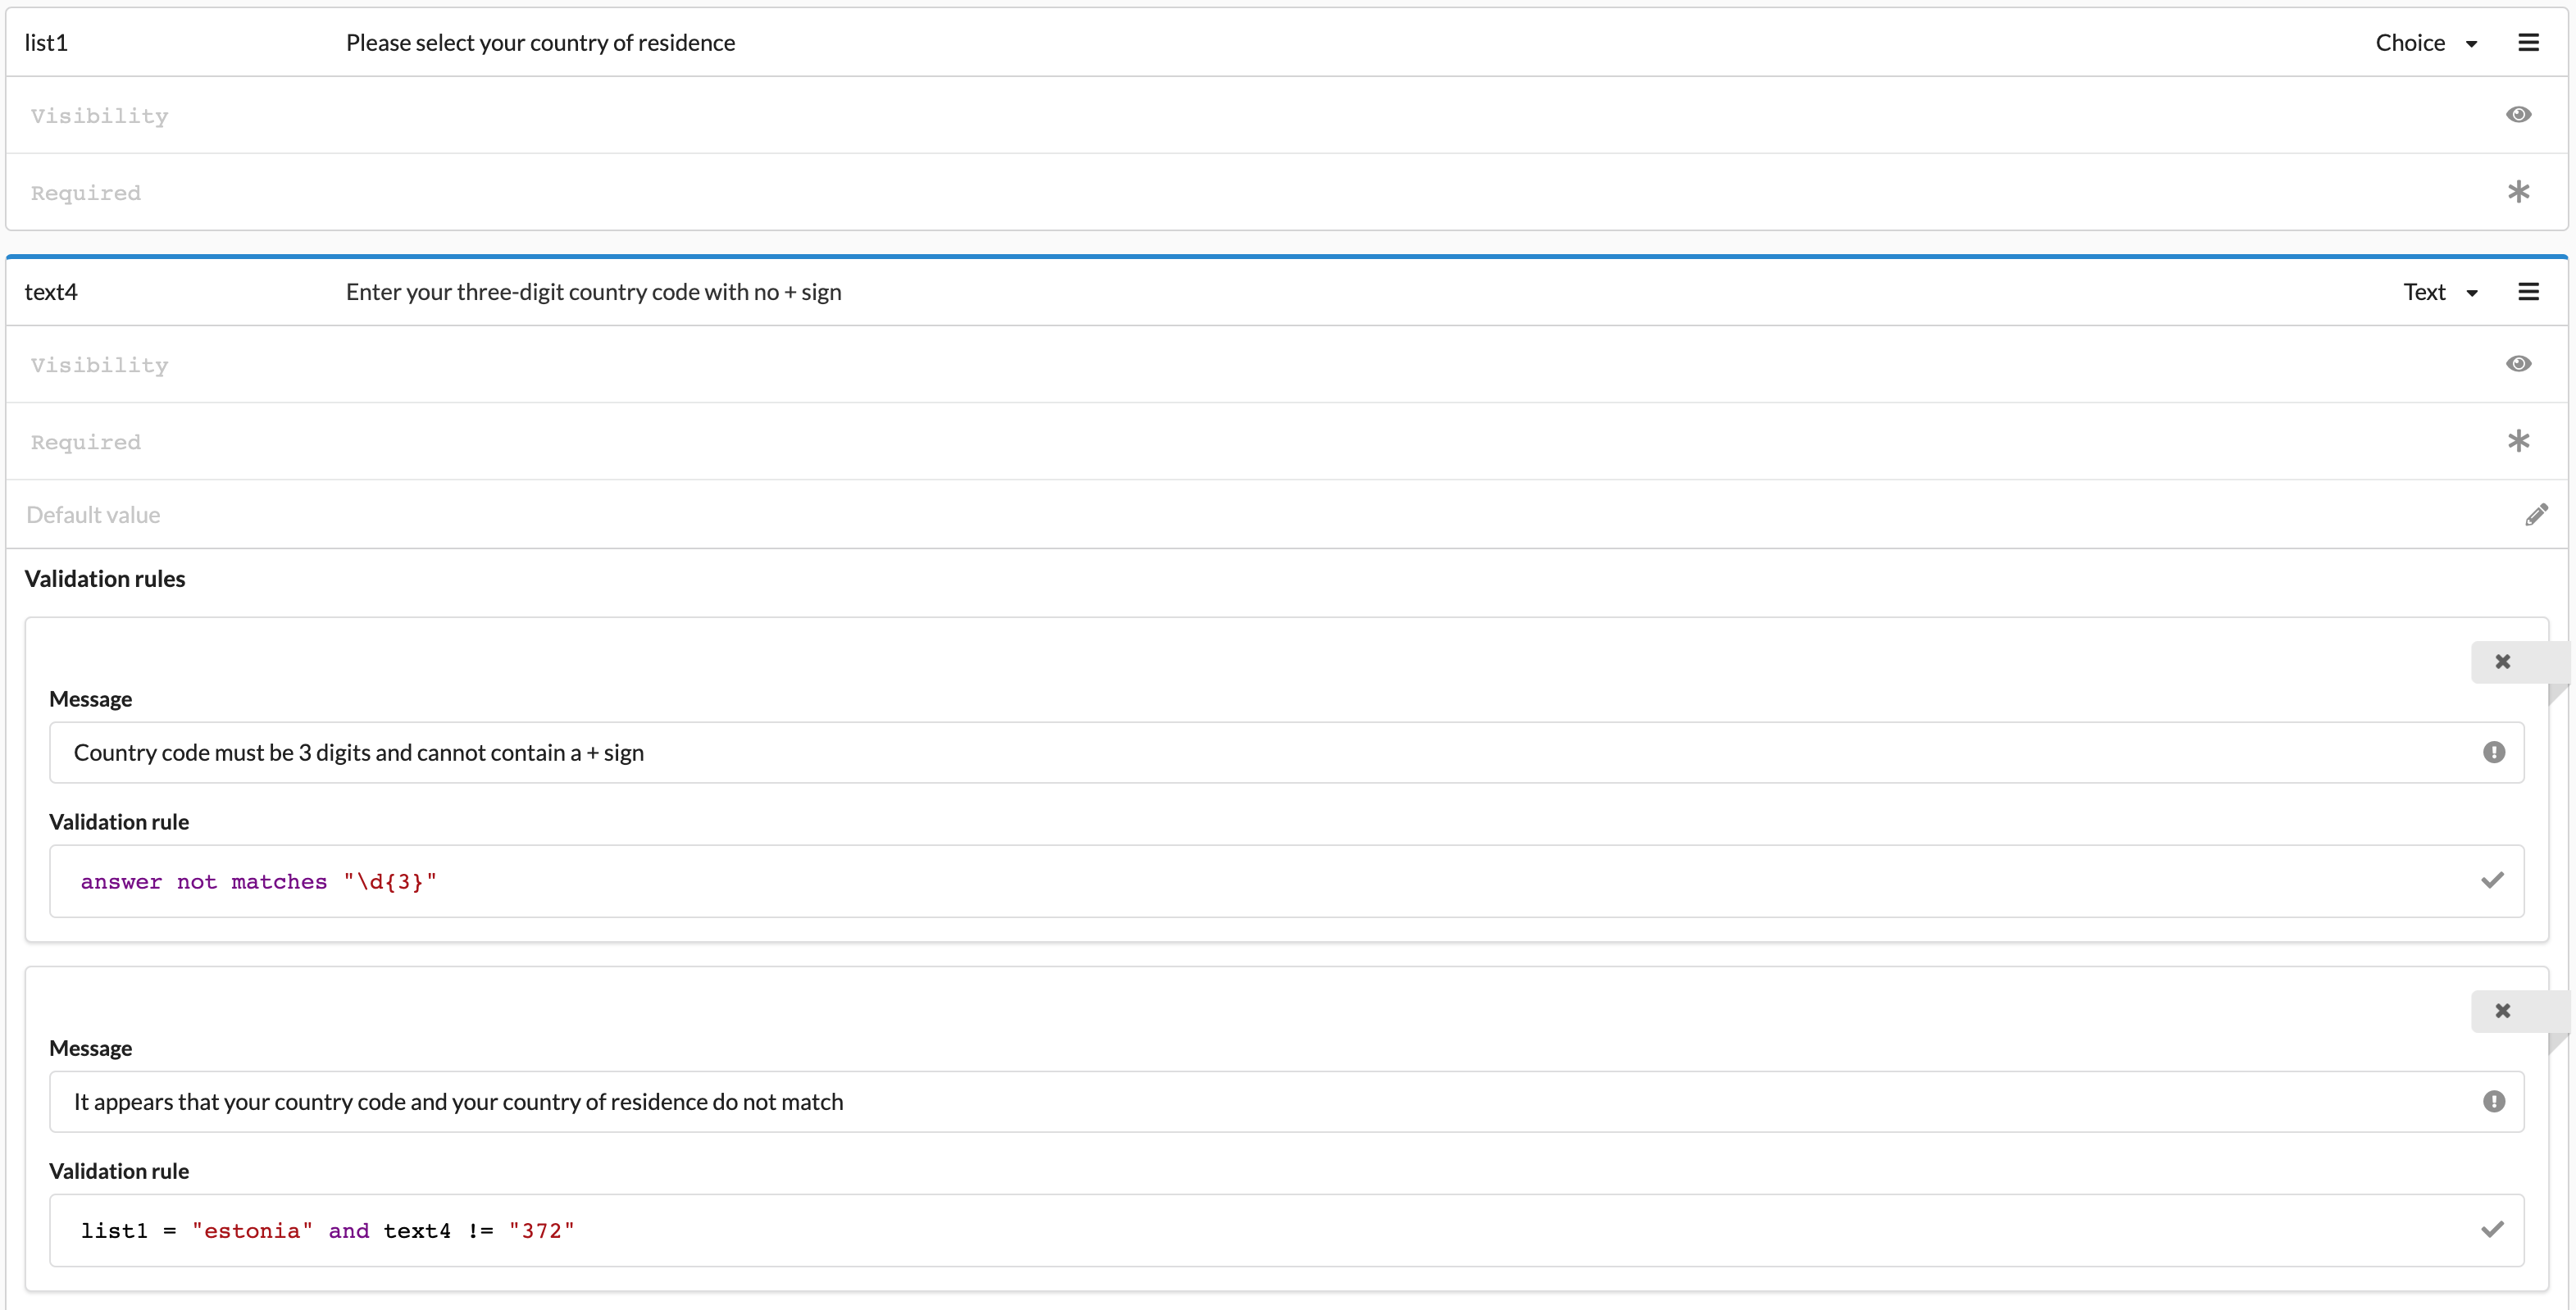 list1 Please select your country of residence Choice
Visibility
Required
text4 Enter your three-digit country code with no + sign Text
Visibility
Required
Default value
Validation rules
Message
Country code must be 3 digits and cannot contain a + sign
Validation rule
answer not matches "\d{3}"
Message
It appears that your country code and your country of residence do not match
Validation rule
list1 = "estonia" and text4 != "372"